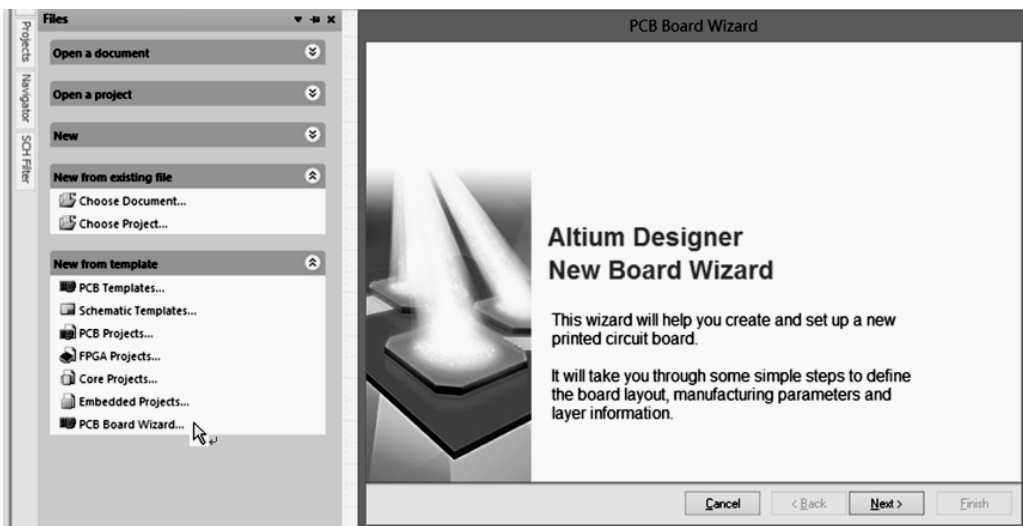 Projects
Navigator
SCH Filter
Files
Open a document
Open a project
New
New from existing file
Choose Document...
Choose Project...
New from template
PCB Templates...
Schematic Templates...
PCB Projects...
FPGA Projects...
Core Projects...
Embedded Projects...
PCB Board Wizard...
PCB Board Wizard
Altium Designer
New Board Wizard
This wizard will help you create and set up a new
printed circuit board.
It will take you through some simple steps to define
the board layout, manufacturing parameters and
layer information.
Cancel
< Back
Next >
Finish